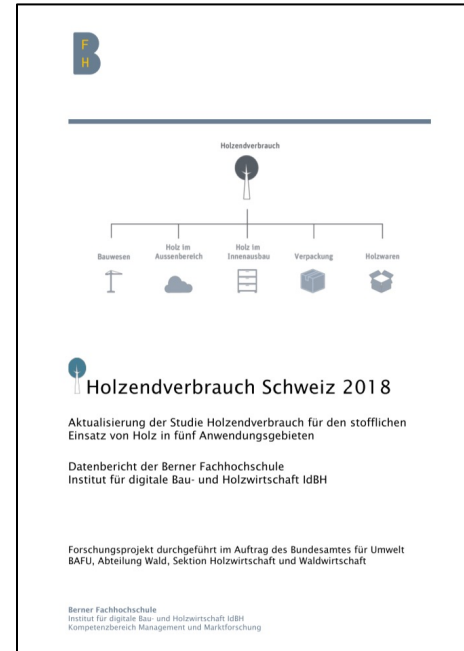 B
F
H
Holzendverbrauch
Bauwesen
Holz im
Aussenbereich
Holz im
Innenausbau
Verpackung
Holzwaren
Holzendverbrauch Schweiz 2018
Aktualisierung der Studie Holzendverbrauch für den stofflichen
Einsatz von Holz in fünf Anwendungsgebieten
Datenbericht der Berner Fachhochschule
Institut für digitale Bau- und Holzwirtschaft IdBH
Forschungsprojekt durchgeführt im Auftrag des Bundesamtes für Umwelt
BAFU, Abteilung Wald, Sektion Holzwirtschaft und Waldwirtschaft
Berner Fachhochschule
Institut für digitale Bau- und Holzwirtschaft IdBH
Kompetenzbereich Management und Marktforschung